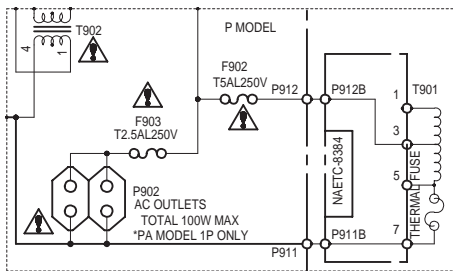 T902
4
1
P MODEL
F902
T5AL250V
F903
T2.5AL250V
P912
P912B
T901
1
3
5
7
NAETC-8384
THERMAL FUSE
P902
AC OUTLETS
TOTAL 100W MAX
*PA MODEL 1P ONLY
P911
P911B